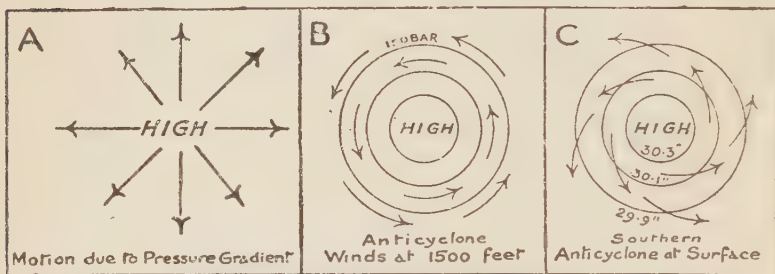 A
HIGH
Motion due to Pressure Gradient
B
ISOBAR
HIGH
Anticyclone
Winds at 1500 feet
C
HIGH
30.3"
30.1"
29.9"
Southern
Anticyclone at Surface